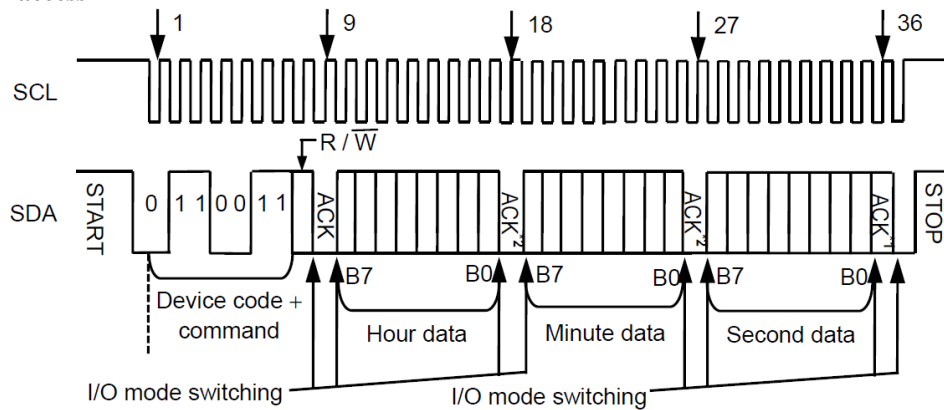 1 9 18 27 36
SCL
R / W
SDA START 0 1 1 0 0 1 1 ACK ACK*2 ACK*2 ACK*1 STOP
B7 B0 B7 B0 B7 B0
Device code +
command
Hour data Minute data Second data
I/O mode switching I/O mode switching